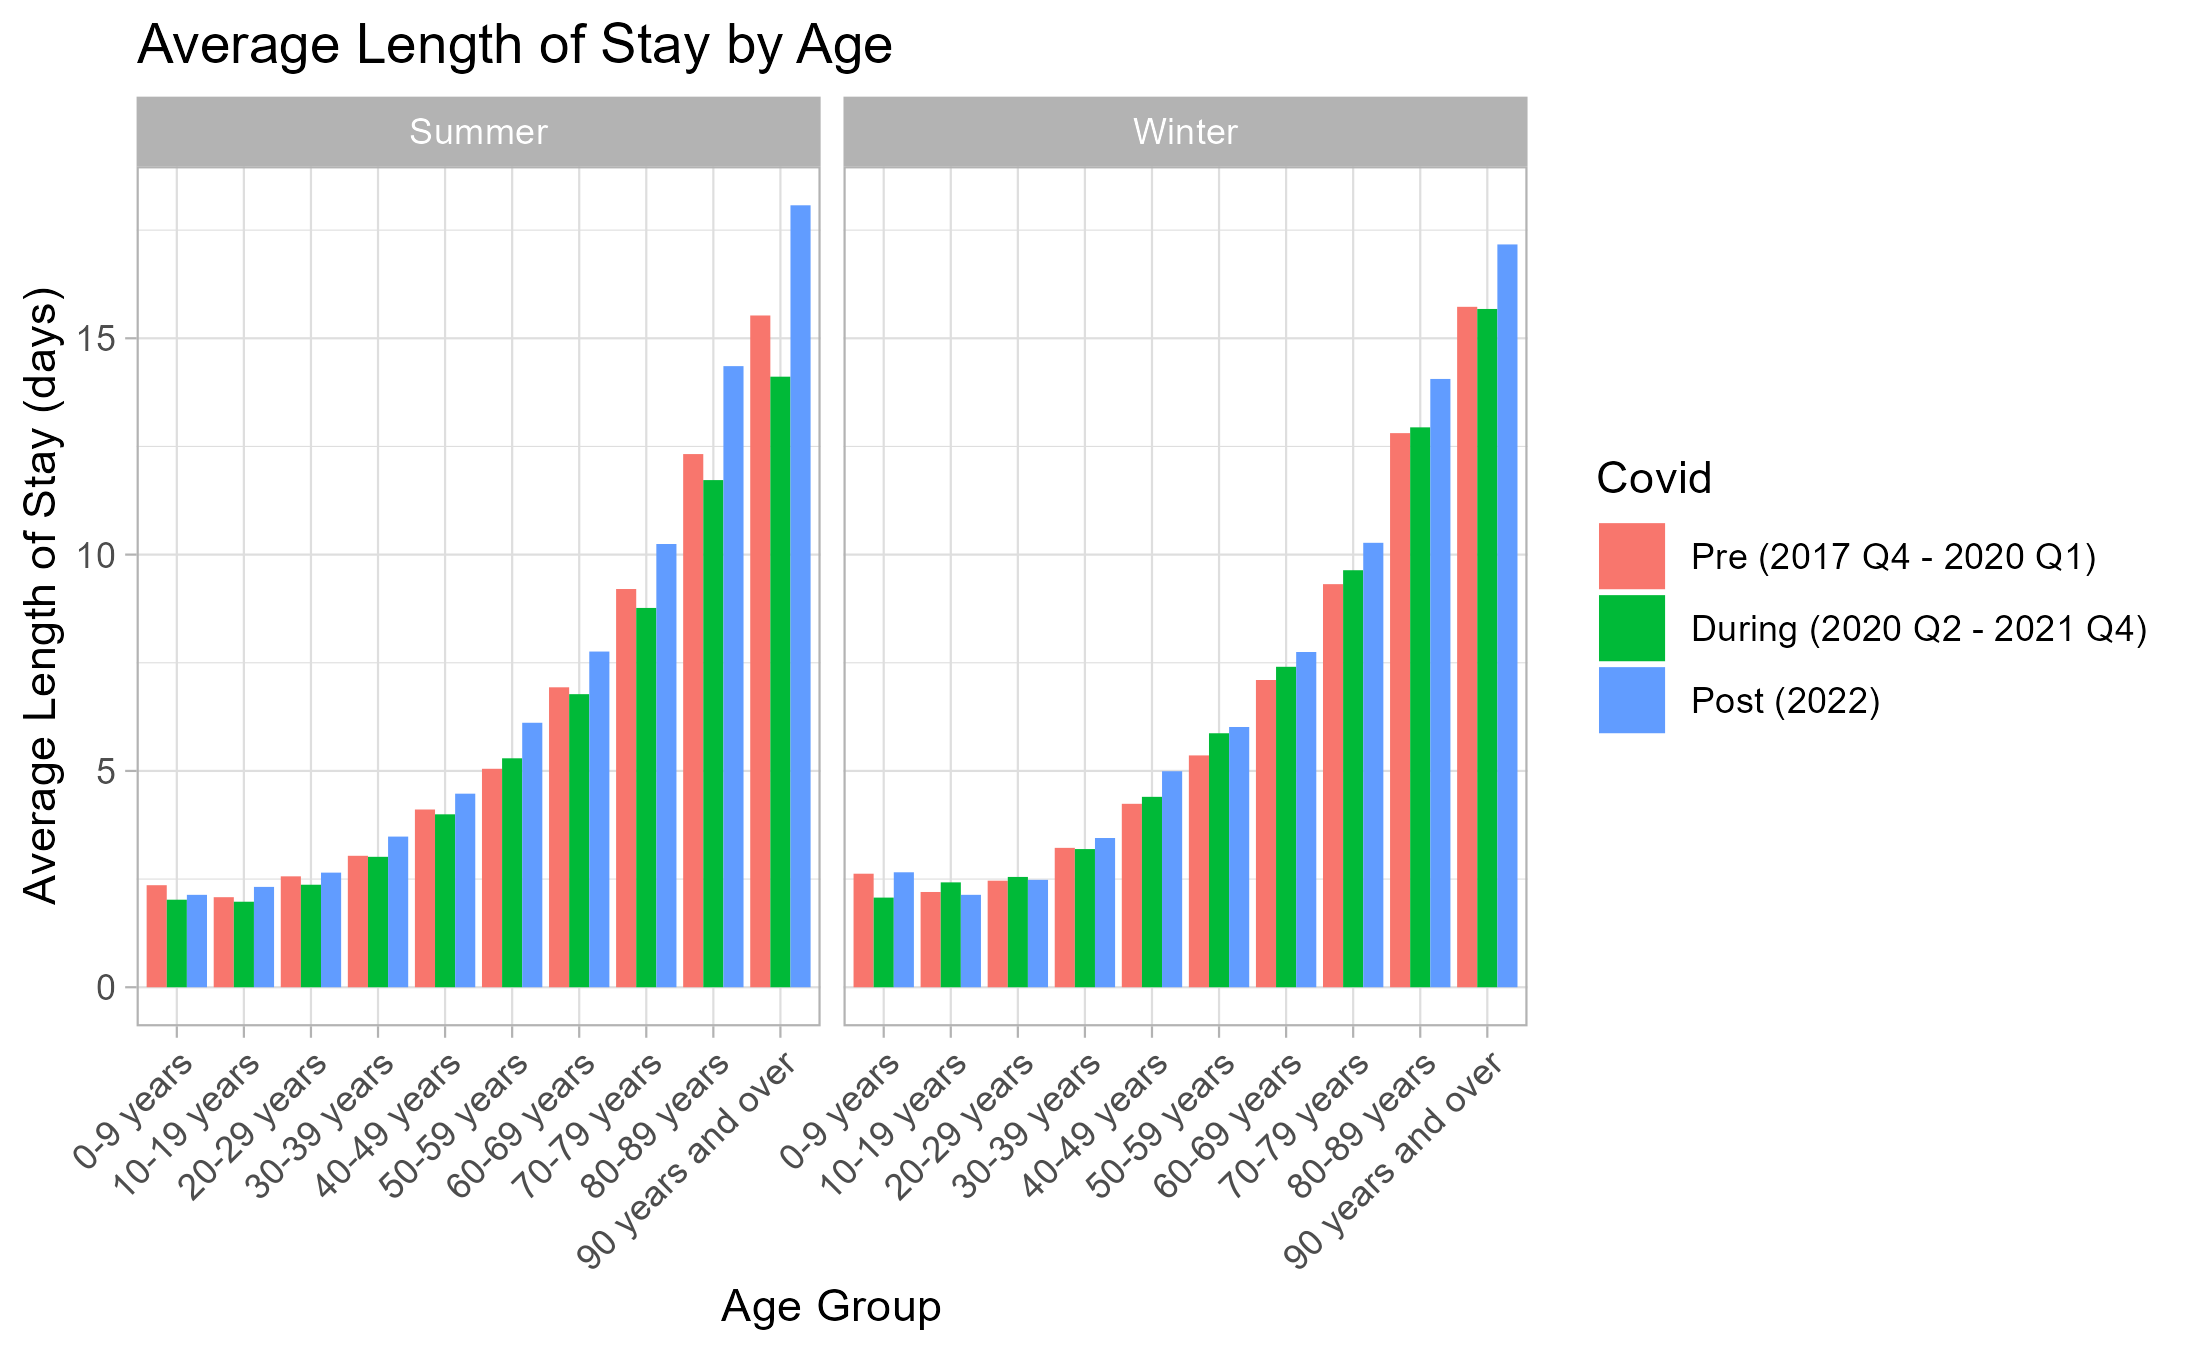 Average Length of Stay by Age
Summer
Winter
Average Length of Stay (days)
15
10
5
0
0-9 years
10-19 years
20-29 years
30-39 years
40-49 years
50-59 years
60-69 years
70-79 years
80-89 years
90 years and over
0-9 years
10-19 years
20-29 years
30-39 years
40-49 years
50-59 years
60-69 years
70-79 years
80-89 years
90 years and over
Age Group
Covid
Pre (2017 Q4 - 2020 Q1)
During (2020 Q2 - 2021 Q4)
Post (2022)